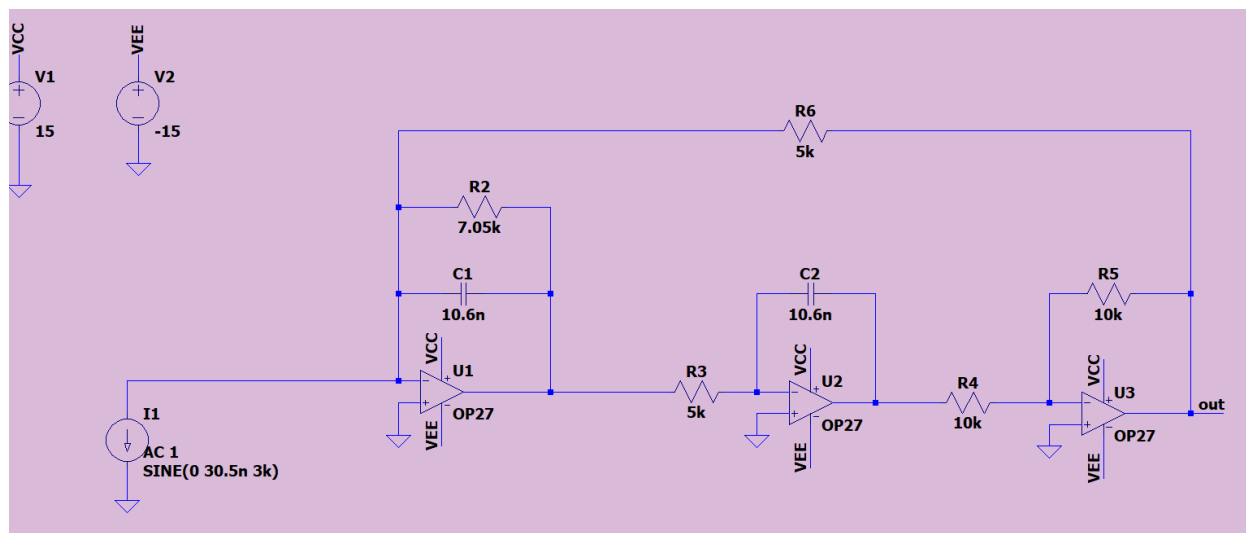 VCC
VEE
V1
15
V2
-15
R6
5k
R2
7.05k
C1
10.6n
C2
10.6n
R5
10k
VCC
U1
OP27
VEE
R3
5k
VCC
U2
OP27
VEE
R4
10k
VCC
U3
OP27
VEE
out
I1
AC 1
SINE(0 30.5n 3k)